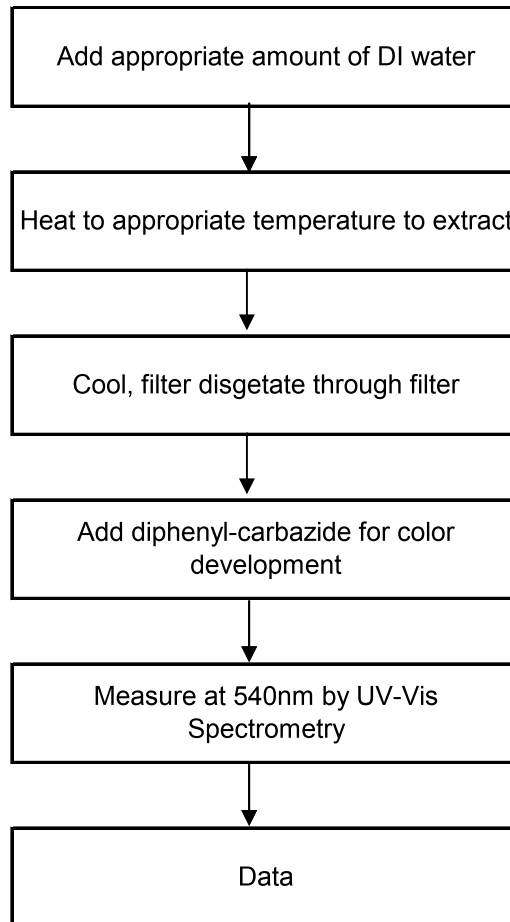 Add appropriate amount of DI water
Heat to appropriate temperature to extract
Cool, filter disgetate through filter
Add diphenyl-carbazide for color
development
Measure at 540nm by UV-Vis
Spectrometry
Data